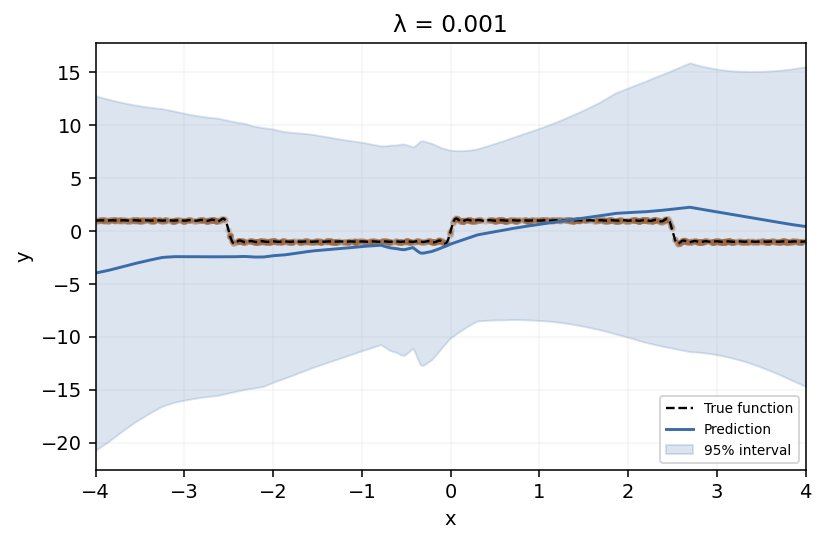 λ = 0.001
15
10
5
0
−5
−10
−15
−20
y
−4 −3 −2 −1 0 1 2 3 4
x
True function
Prediction
95% interval